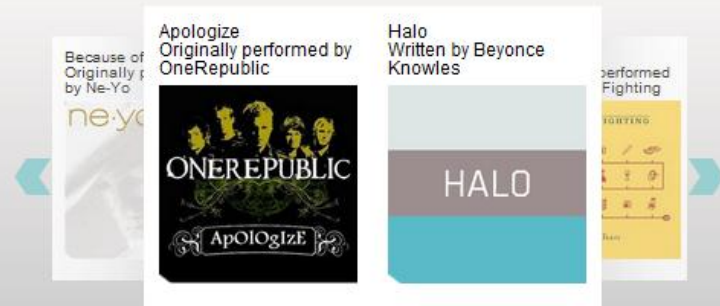 Because of
Originally
by Ne-Yo
ne·yo
Apologize
Originally performed by
OneRepublic
ONEREPUBLIC
ApOlOgIzE
Halo
Written by Beyonce
Knowles
HALO
performed
Fighting
FIGHTING